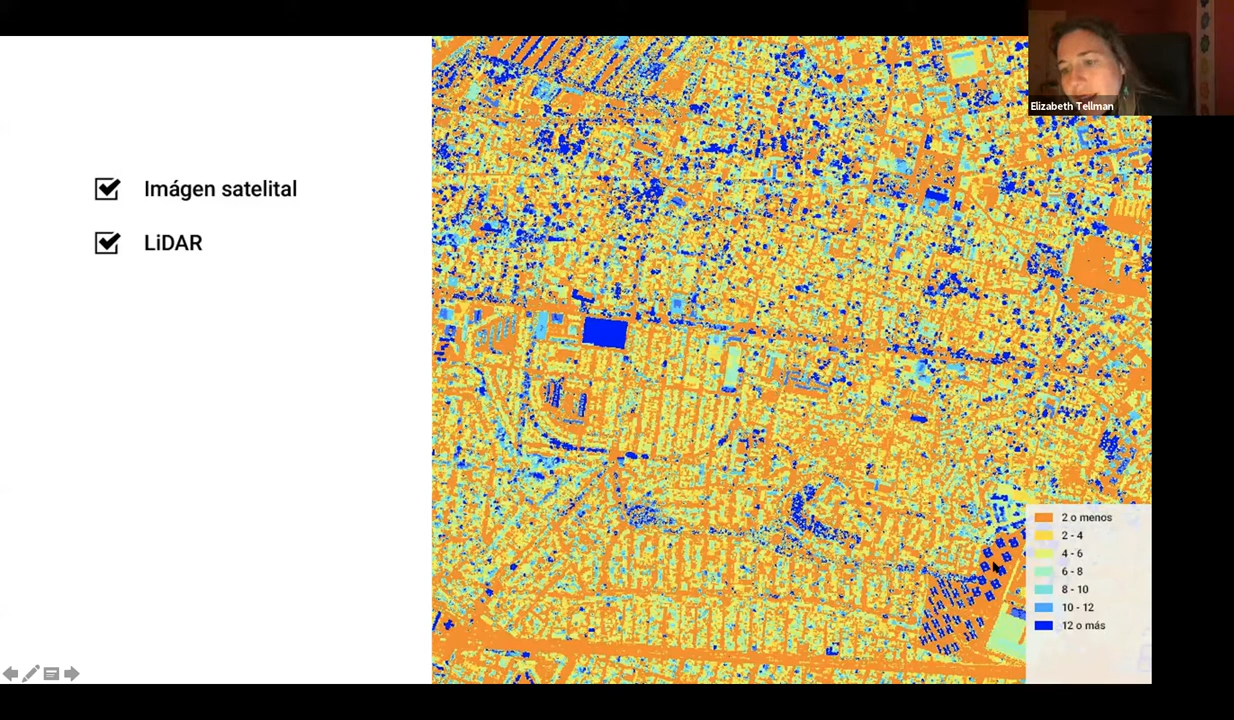 Elizabeth Tellman
Imágen satelital
LiDAR
2 o menos
2 - 4
4 - 6
6 - 8
8 - 10
10 - 12
12 o más